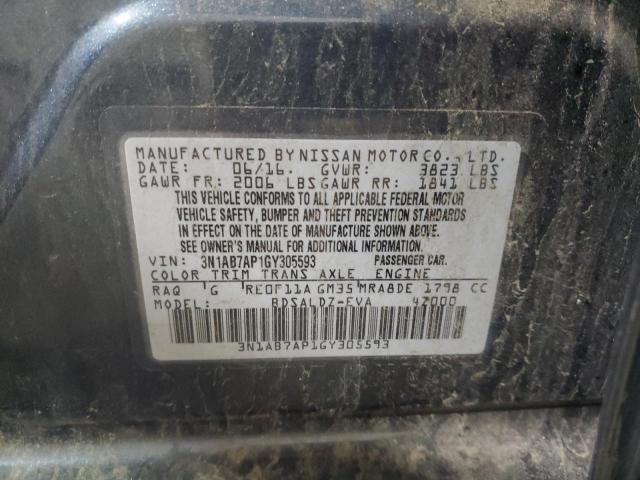 MANUFACTURED BY NISSAN MOTOR CO., LTD.
DATE: 06/16. GVWR: 3823 LBS
GAWR FR: 2006 LBS GAWR RR: 1841 LBS
THIS VEHICLE CONFORMS TO ALL APPLICABLE FEDERAL MOTOR
VEHICLE SAFETY, BUMPER AND THEFT PREVENTION STANDARDS
IN EFFECT ON THE DATE OF MANUFACTURE SHOWN ABOVE.
SEE OWNER'S MANUAL FOR ADDITIONAL INFORMATION.
VIN: 3N1AB7AP1GY305593 PASSENGER CAR.
COLOR TRIM TRANS AXLE ENGINE
RAQ G RE0F11A GM35 MRA8DE 1798 CC
MODEL: BDSALDZ-EVA 42000
3N1AB7AP1GY305593